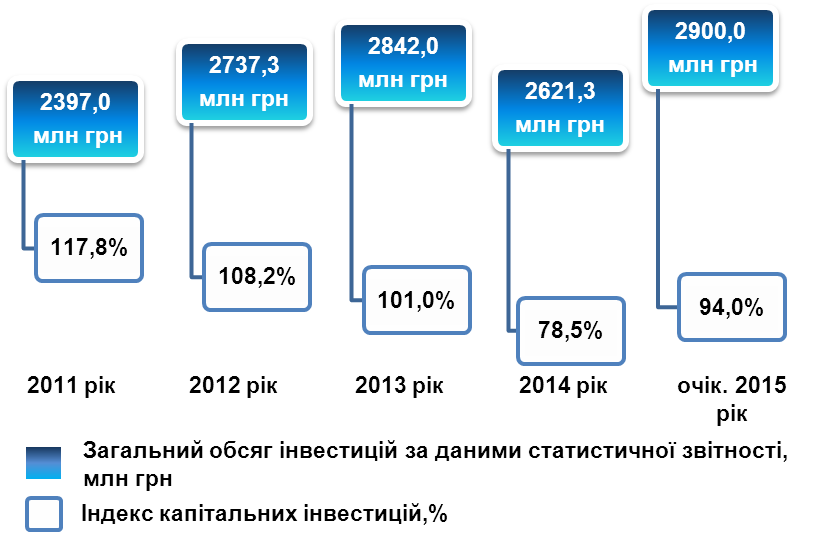 2397,0
млн грн
2737,3
млн грн
2842,0
млн грн
2621,3
млн грн
2900,0
млн грн
117,8%
108,2%
101,0%
78,5%
94,0%
2011 рік
2012 рік
2013 рік
2014 рік
очік. 2015
рік
Загальний обсяг інвестицій за даними статистичної звітності,
млн грн
Індекс капітальних інвестицій,%